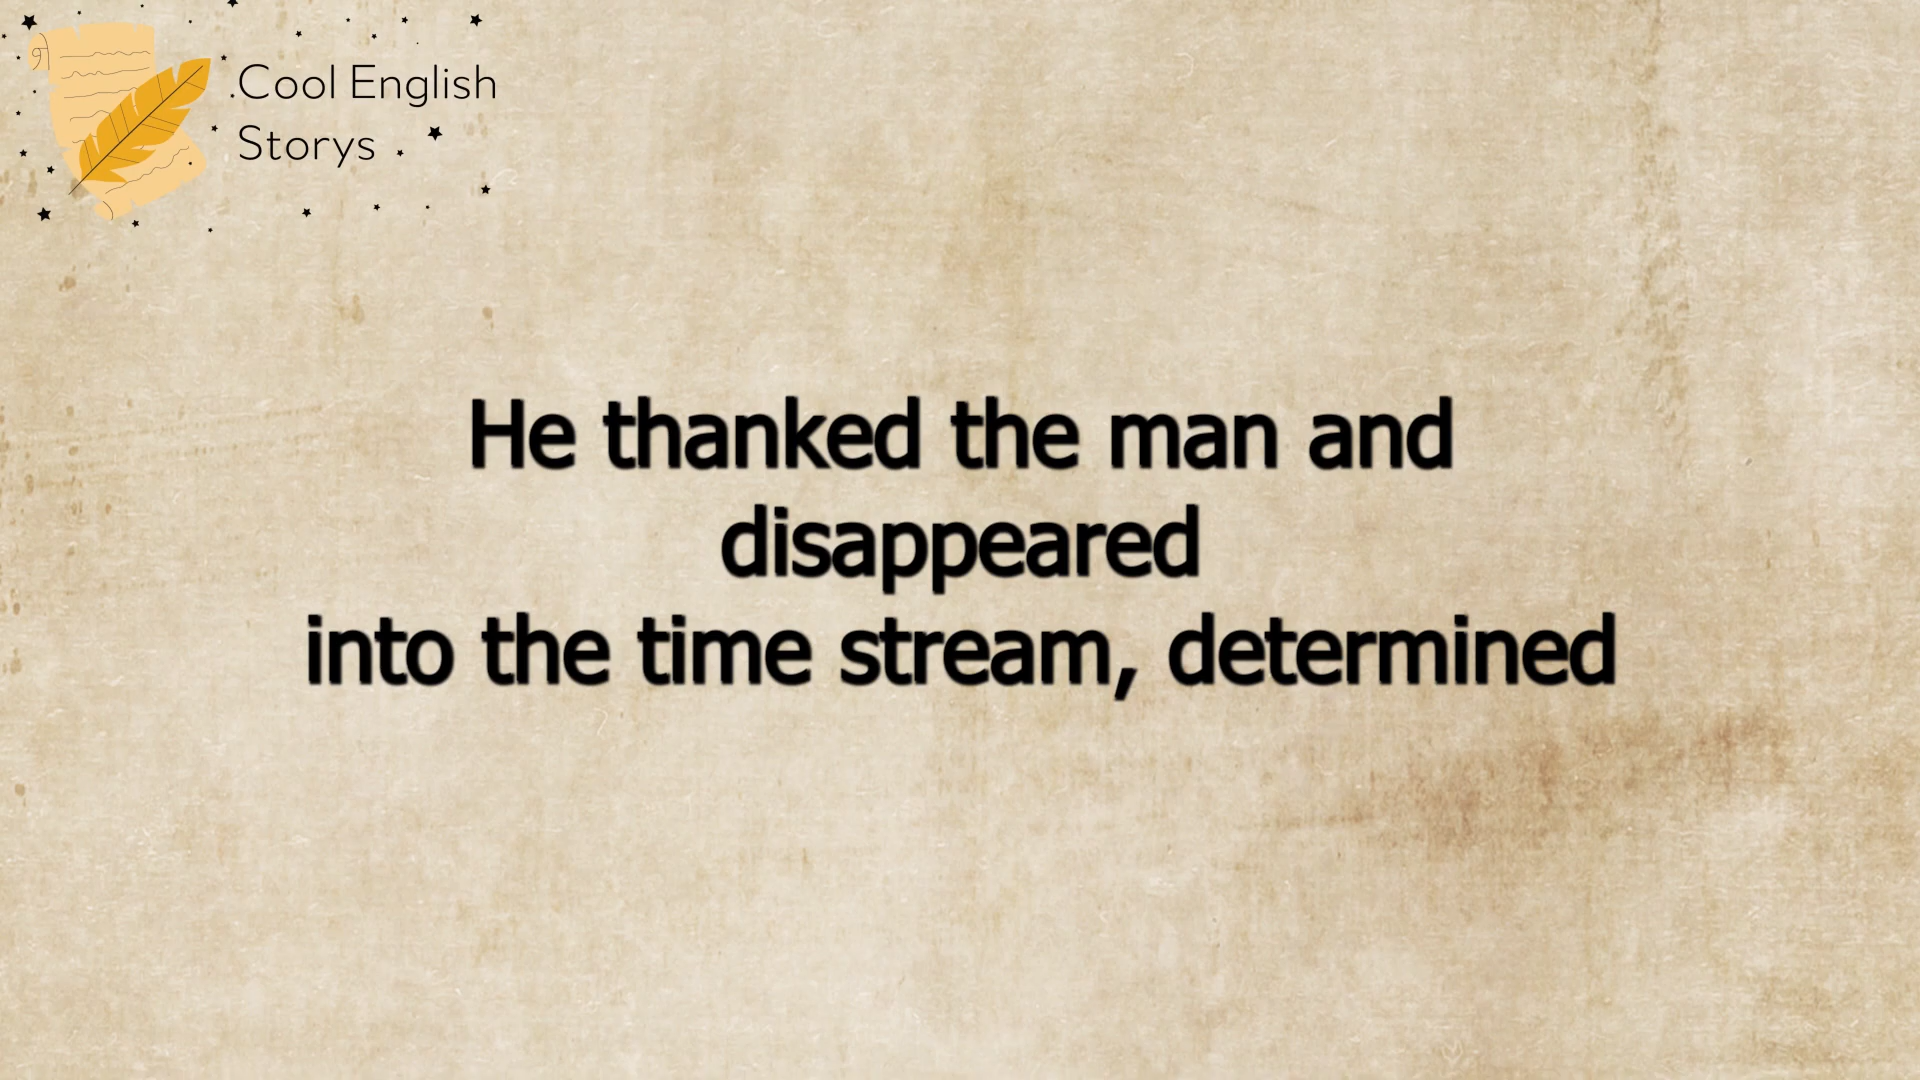 Cool English
Storys
He thanked the man and
disappeared
into the time stream, determined